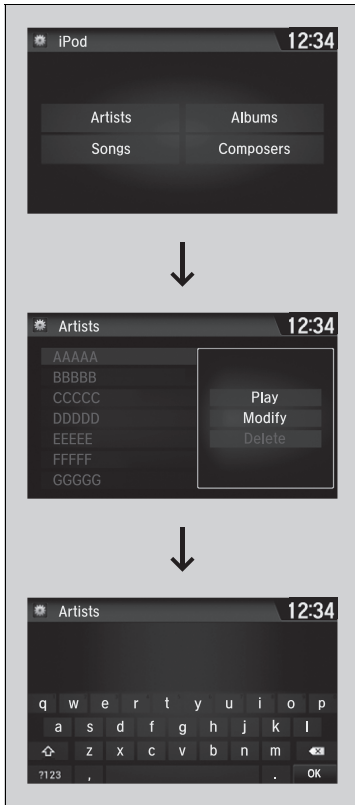 iPod 12:34
Artists Albums
Songs Composers
Artists 12:34
AAAAA
BBBBB
CCCCC Play
DDDDD Modify
EEEEE Delete
FFFFF
GGGGG
Artists 12:34
q w e r t y u i o p
a s d f g h j k l
z x c v b n m
?123 , . OK